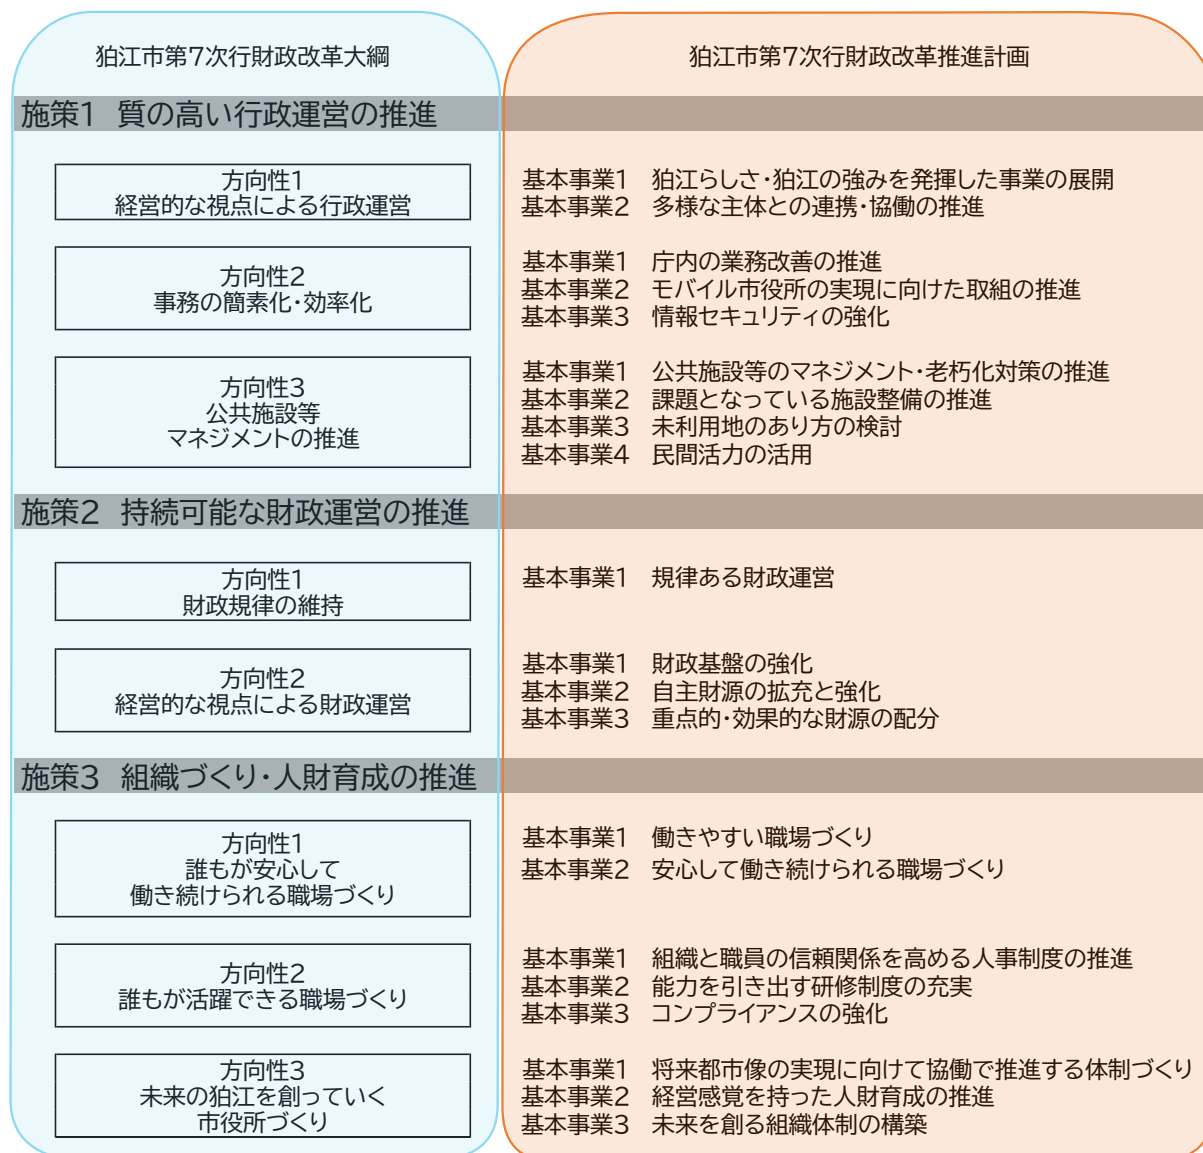 狛江市第7次行財政改革大綱
狛江市第7次行財政改革推進計画
施策1 質の高い行政運営の推進
方向性1
経営的な視点による行政運営
基本事業1 狛江らしさ・狛江の強みを発揮した事業の展開
基本事業2 多様な主体との連携・協働の推進
方向性2
事務の簡素化・効率化
基本事業1 庁内の業務改善の推進
基本事業2 モバイル市役所の実現に向けた取組の推進
基本事業3 情報セキュリティの強化
方向性3
公共施設等
マネジメントの推進
基本事業1 公共施設等のマネジメント・老朽化対策の推進
基本事業2 課題となっている施設整備の推進
基本事業3 未利用地のあり方の検討
基本事業4 民間活力の活用
施策2 持続可能な財政運営の推進
方向性1
財政規律の維持
基本事業1 規律ある財政運営
方向性2
経営的な視点による財政運営
基本事業1 財政基盤の強化
基本事業2 自主財源の拡充と強化
基本事業3 重点的・効果的な財源の配分
施策3 組織づくり・人財育成の推進
方向性1
誰もが安心して
働き続けられる職場づくり
基本事業1 働きやすい職場づくり
基本事業2 安心して働き続けられる職場づくり
方向性2
誰もが活躍できる職場づくり
基本事業1 組織と職員の信頼関係を高める人事制度の推進
基本事業2 能力を引き出す研修制度の充実
基本事業3 コンプライアンスの強化
方向性3
未来の狛江を創っていく
市役所づくり
基本事業1 将来都市像の実現に向けて協働で推進する体制づくり
基本事業2 経営感覚を持った人財育成の推進
基本事業3 未来を創る組織体制の構築